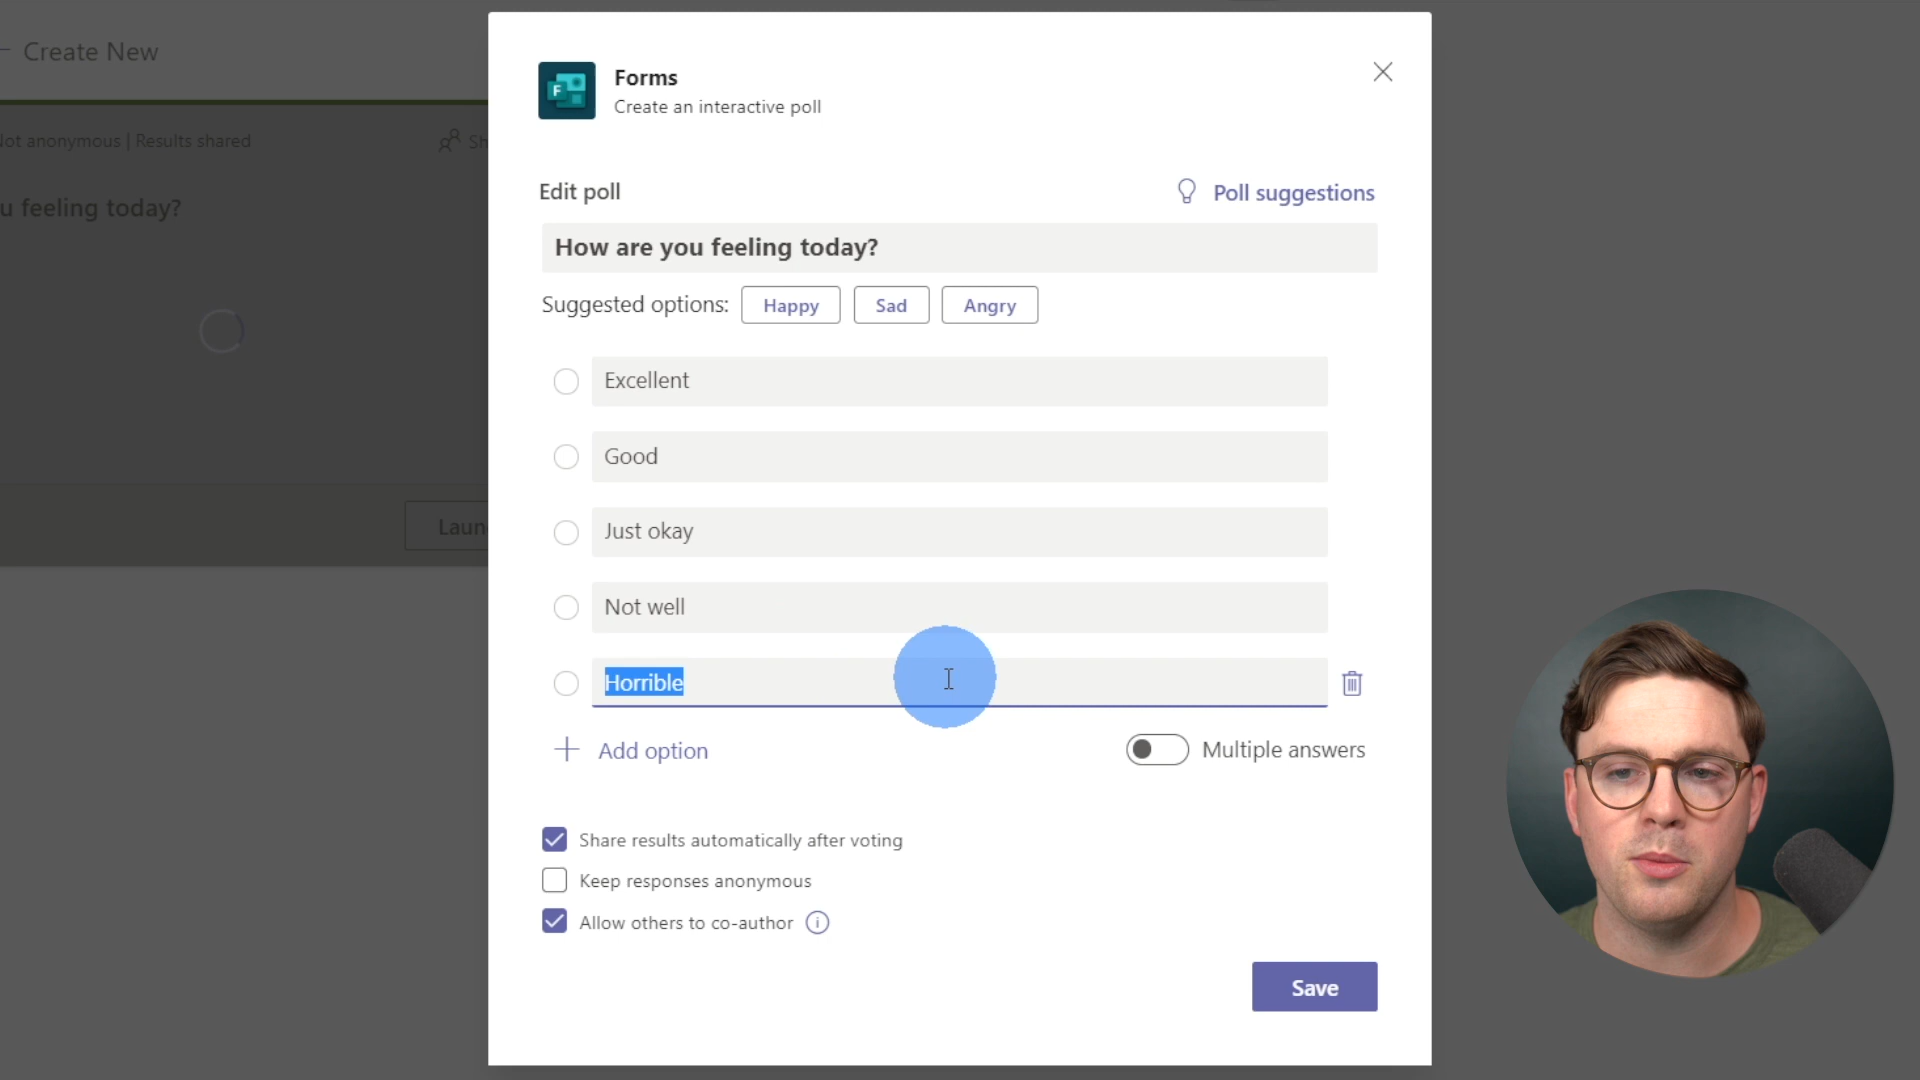 Create New
Not anonymous | Results shared
Sh
u feeling today?
Laun
F
Forms
Create an interactive poll
Edit poll
Poll suggestions
How are you feeling today?
Suggested options: Happy Sad Angry
Excellent
Good
Just okay
Not well
Horrible
Add option
Multiple answers
Share results automatically after voting
Keep responses anonymous
Allow others to co-author
Save